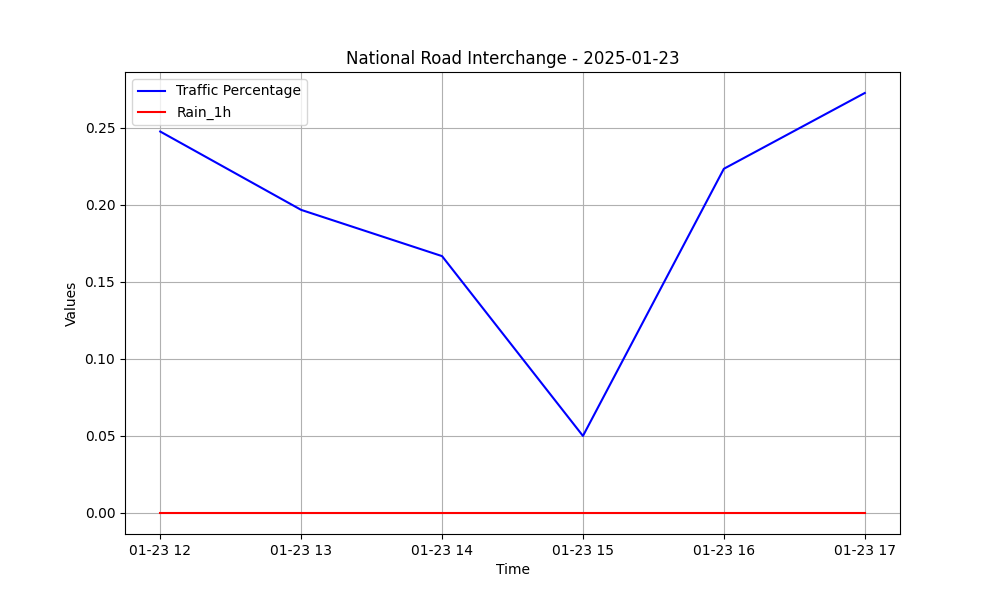 National Road Interchange - 2025-01-23
Traffic Percentage
Rain_1h
0.25
0.20
0.15
0.10
0.05
0.00
Values
01-23 12
01-23 13
01-23 14
01-23 15
01-23 16
01-23 17
Time